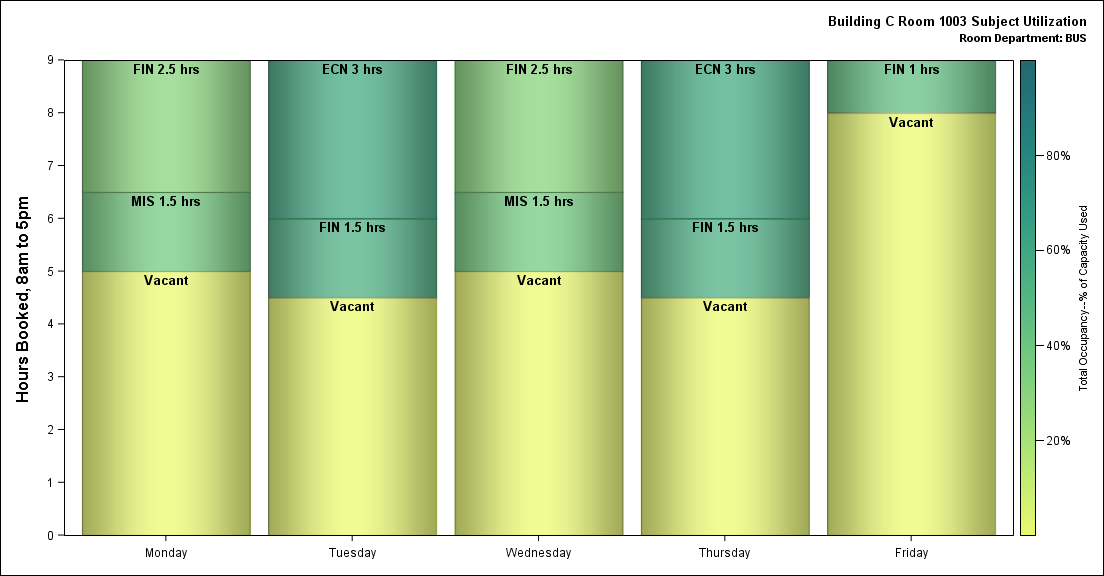 Building C Room 1003 Subject Utilization
Room Department: BUS
Hours Booked, 8am to 5pm
9
8
7
6
5
4
3
2
1
0
FIN 2.5 hrs
MIS 1.5 hrs
Vacant
ECN 3 hrs
FIN 1.5 hrs
Vacant
FIN 2.5 hrs
MIS 1.5 hrs
Vacant
ECN 3 hrs
FIN 1.5 hrs
Vacant
FIN 1 hrs
Vacant
Monday
Tuesday
Wednesday
Thursday
Friday
80%
60%
40%
20%
Total Occupancy--% of Capacity Used